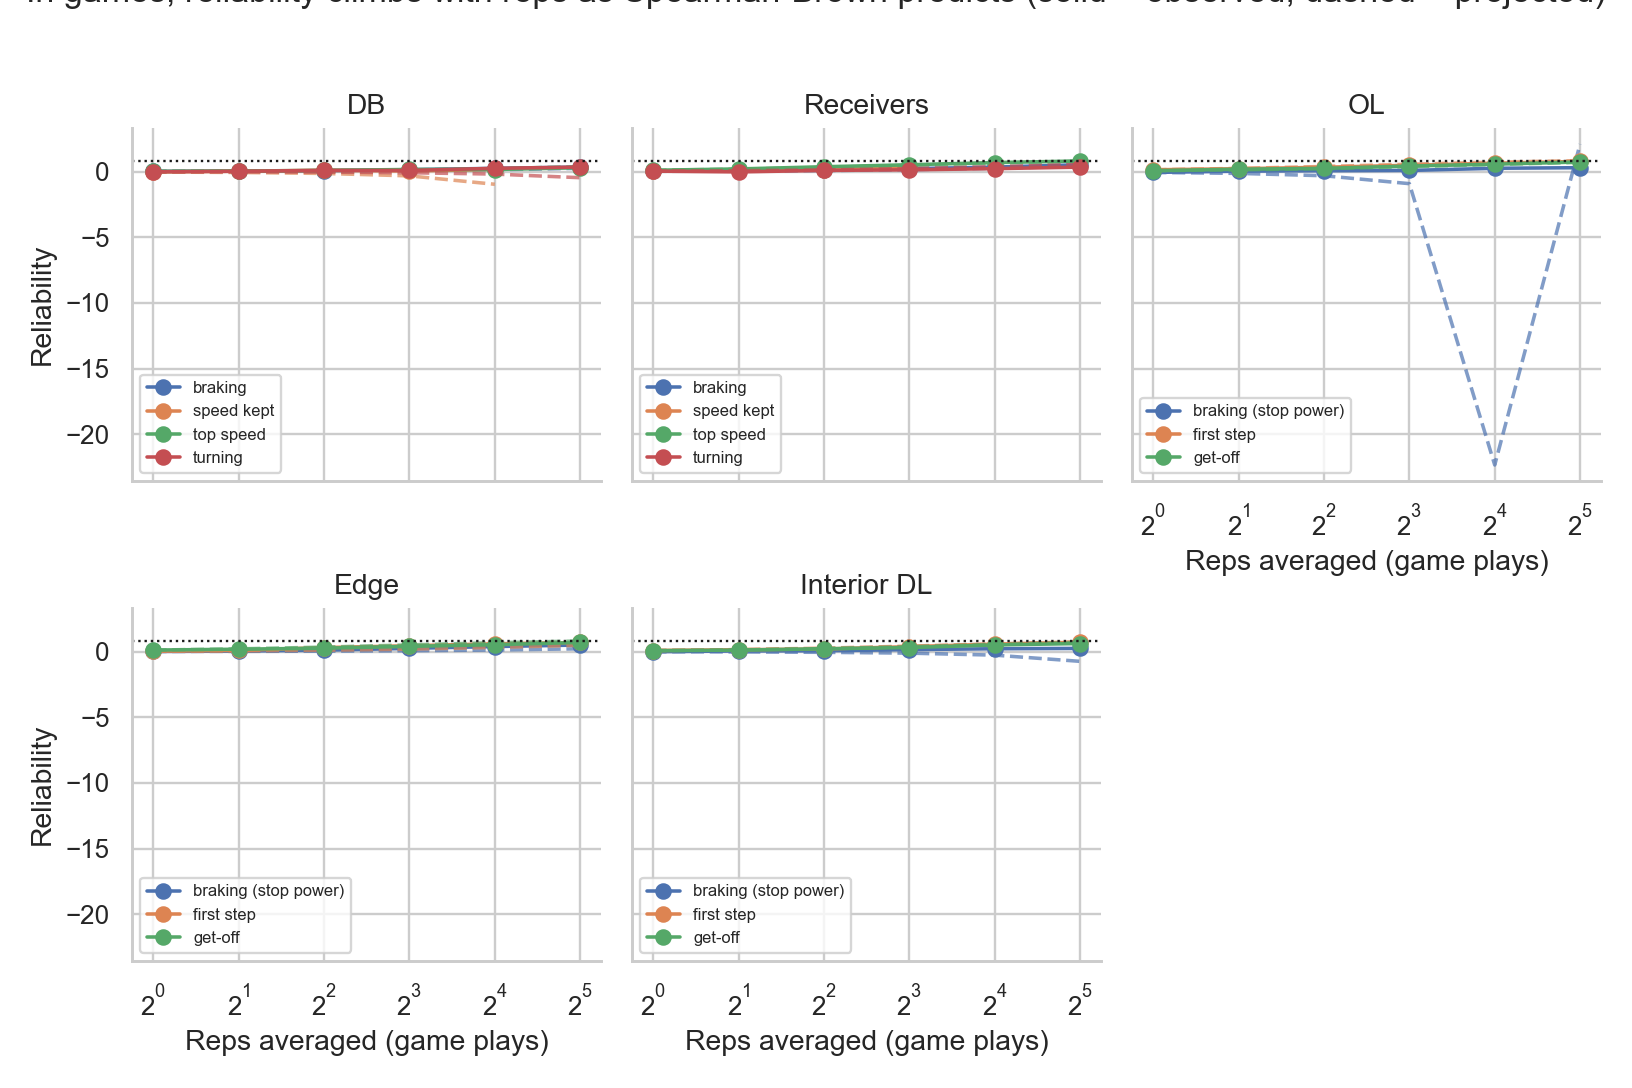 In games, reliability climbs with reps as Spearman-Brown predicts (solid = observed, dashed = projected)
DB
Receivers
OL
Reliability
0
−5
−10
−15
−20
braking
speed kept
top speed
turning
braking
speed kept
top speed
turning
braking (stop power)
first step
get-off
2^0 2^1 2^2 2^3 2^4 2^5
Reps averaged (game plays)
Edge
Interior DL
Reliability
0
−5
−10
−15
−20
braking (stop power)
first step
get-off
braking (stop power)
first step
get-off
2^0 2^1 2^2 2^3 2^4 2^5
2^0 2^1 2^2 2^3 2^4 2^5
Reps averaged (game plays)
Reps averaged (game plays)